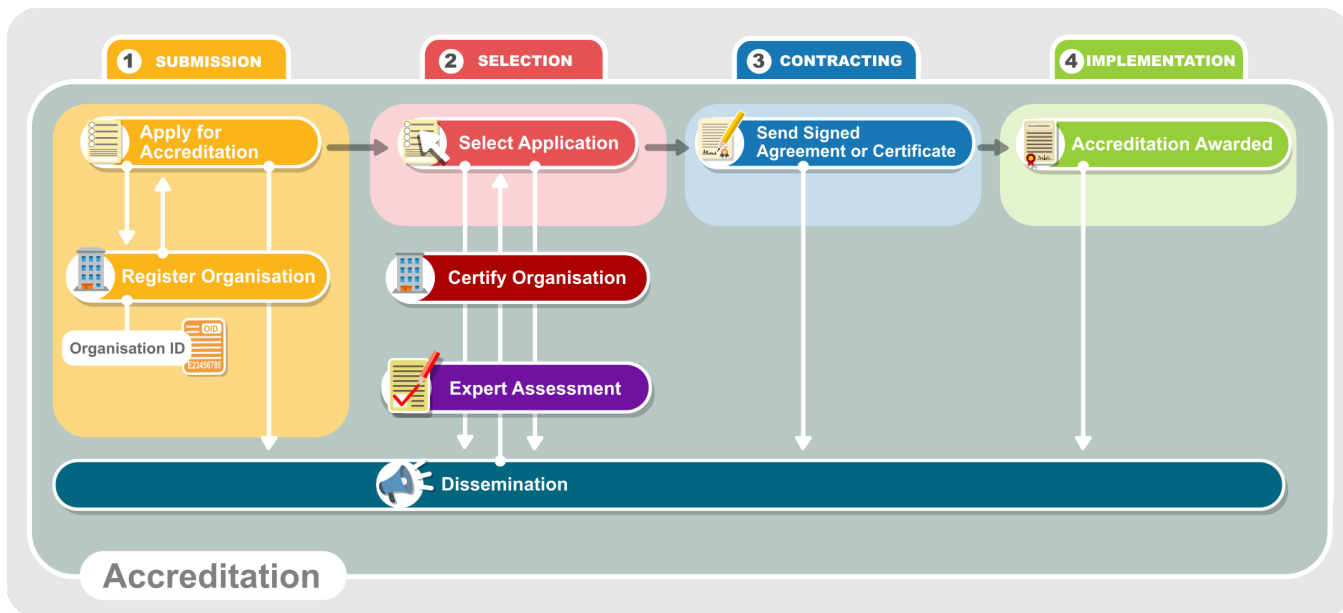 1 SUBMISSION
2 SELECTION
3 CONTRACTING
4 IMPLEMENTATION
Apply for
Accreditation
Select Application
Send Signed
Agreement or Certificate
Accreditation Awarded
Register Organisation
Certify Organisation
Organisation ID
OID
E23456789
Expert Assessment
Dissemination
Accreditation